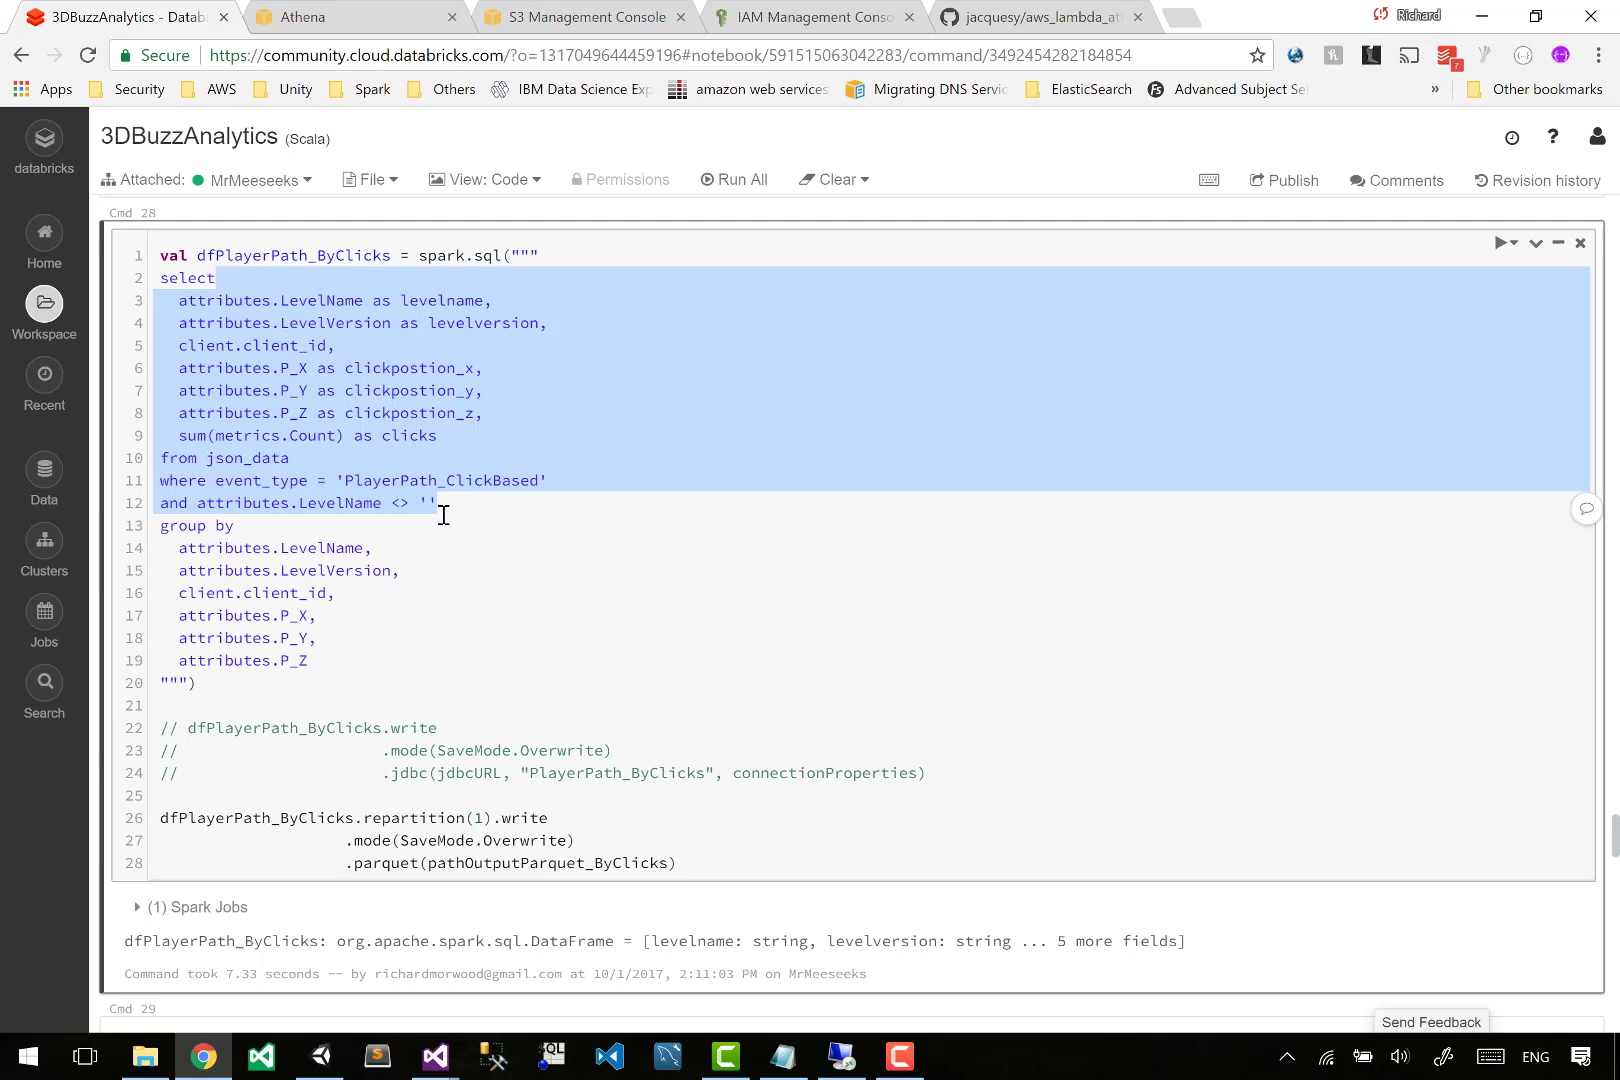 3DBuzzAnalytics - Datab
Athena
S3 Management Console
IAM Management Conso
jacquesy/aws_lambda_at
Richard
Secure
https://community.cloud.databricks.com/?o=1317049644459196#notebook/591515063042283/command/3492454282184854
Apps
Security
AWS
Unity
Spark
Others
IBM Data Science Exp
amazon web services
Migrating DNS Servic
ElasticSearch
Advanced Subject Sel
»
Other bookmarks
databricks
Home
Workspace
Recent
Data
Clusters
Jobs
Search
3DBuzzAnalytics (Scala)
Attached: MrMeeseeks
File
View: Code
Permissions
Run All
Clear
Publish
Comments
Revision history
Cmd 28
1 val dfPlayerPath_ByClicks = spark.sql("""
2 select
3 attributes.LevelName as levelname,
4 attributes.LevelVersion as levelversion,
5 client.client_id,
6 attributes.P_X as clickpostion_x,
7 attributes.P_Y as clickpostion_y,
8 attributes.P_Z as clickpostion_z,
9 sum(metrics.Count) as clicks
10 from json_data
11 where event_type = 'PlayerPath_ClickBased'
12 and attributes.LevelName <> ''
13 group by
14 attributes.LevelName,
15 attributes.LevelVersion,
16 client.client_id,
17 attributes.P_X,
18 attributes.P_Y,
19 attributes.P_Z
20 """)
21
22 // dfPlayerPath_ByClicks.write
23 // .mode(SaveMode.Overwrite)
24 // .jdbc(jdbcURL, "PlayerPath_ByClicks", connectionProperties)
25
26 dfPlayerPath_ByClicks.repartition(1).write
27 .mode(SaveMode.Overwrite)
28 .parquet(pathOutputParquet_ByClicks)
(1) Spark Jobs
dfPlayerPath_ByClicks: org.apache.spark.sql.DataFrame = [levelname: string, levelversion: string ... 5 more fields]
Command took 7.33 seconds -- by richardmorwood@gmail.com at 10/1/2017, 2:11:03 PM on MrMeeseeks
Cmd 29
Send Feedback
ENG